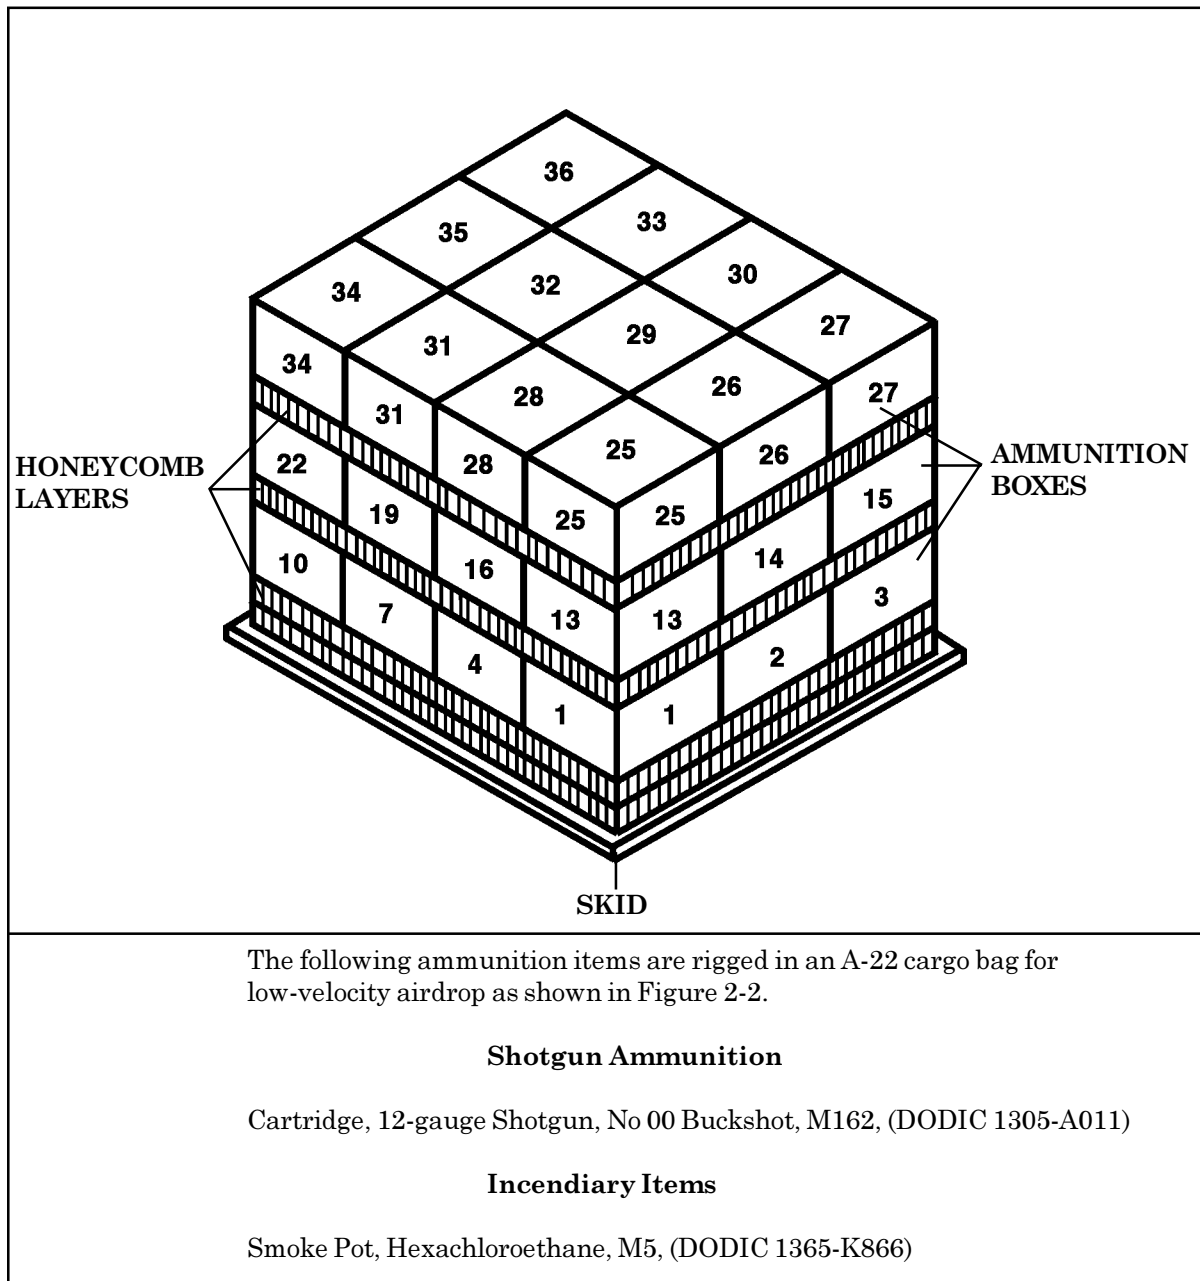 36
35 33
34 32 30
31 29 27
28 26
25
34 27
31 26
28 25 25
HONEYCOMB
LAYERS
AMMUNITION
BOXES
22 15
19 14
16 13 13
10 3
7 2
4 1 1
SKID
The following ammunition items are rigged in an A-22 cargo bag for
low-velocity airdrop as shown in Figure 2-2.
Shotgun Ammunition
Cartridge, 12-gauge Shotgun, No 00 Buckshot, M162, (DODIC 1305-A011)
Incendiary Items
Smoke Pot, Hexachloroethane, M5, (DODIC 1365-K866)